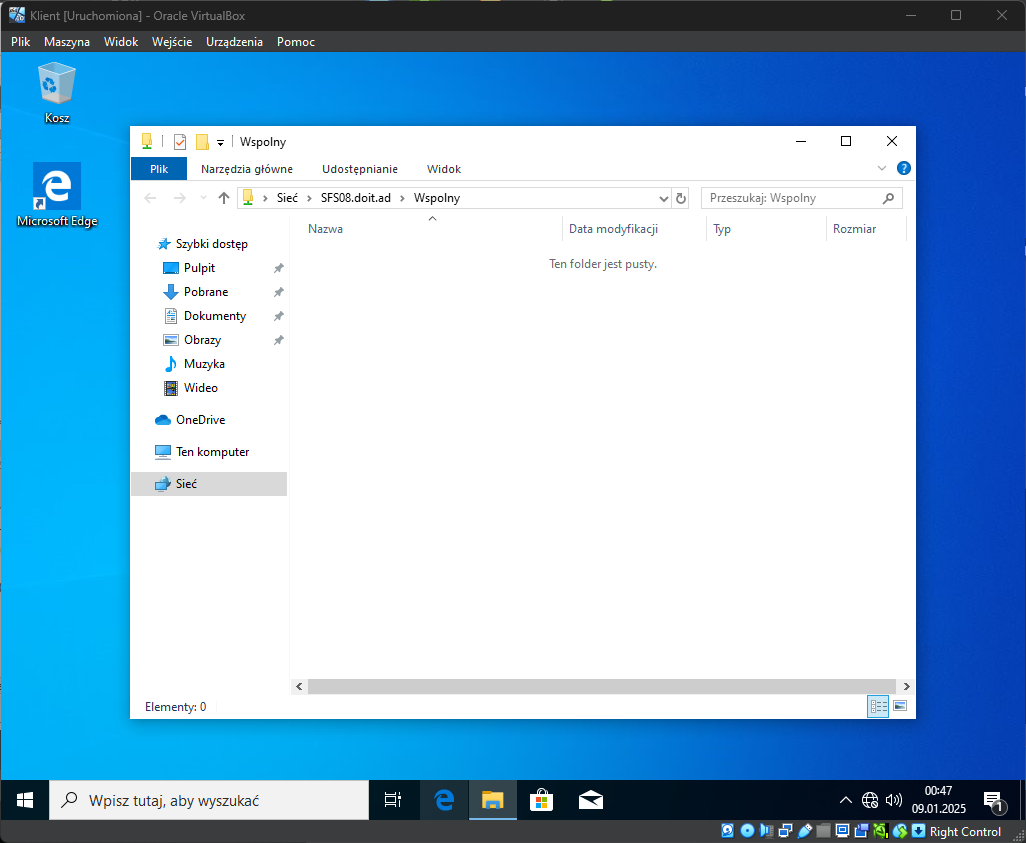 Klient [Uruchomiona] - Oracle VirtualBox
Plik Maszyna Widok Wejście Urządzenia Pomoc
Kosz
Microsoft Edge
Wspolny
Plik Narzędzia główne Udostępnianie Widok
Sieć SFS08.doit.ad Wspolny Przeszukaj: Wspolny
Nazwa Data modyfikacji Typ Rozmiar
Ten folder jest pusty.
Szybki dostęp
Pulpit
Pobrane
Dokumenty
Obrazy
Muzyka
Wideo
OneDrive
Ten komputer
Sieć
Elementy: 0
Wpisz tutaj, aby wyszukać
00:47
09.01.2025
1
Right Control